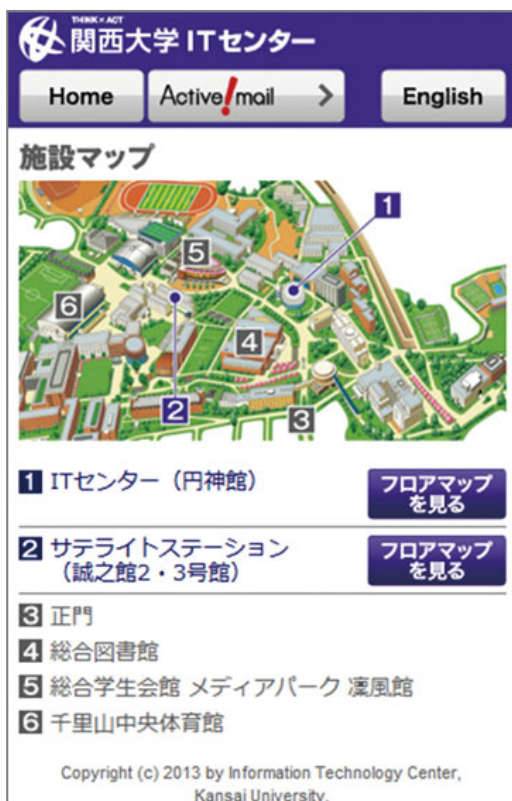 THINK×ACT
関西大学 ITセンター
Home
Active!mail
English
施設マップ
1
5
6
4
2
3
1 ITセンター（円神館）
フロアマップ
を見る
2 サテライトステーション
（誠之館2・3号館）
フロアマップ
を見る
3 正門
4 総合図書館
5 総合学生会館 メディアパーク 凜風館
6 千里山中央体育館
Copyright (c) 2013 by Information Technology Center,
Kansai University.